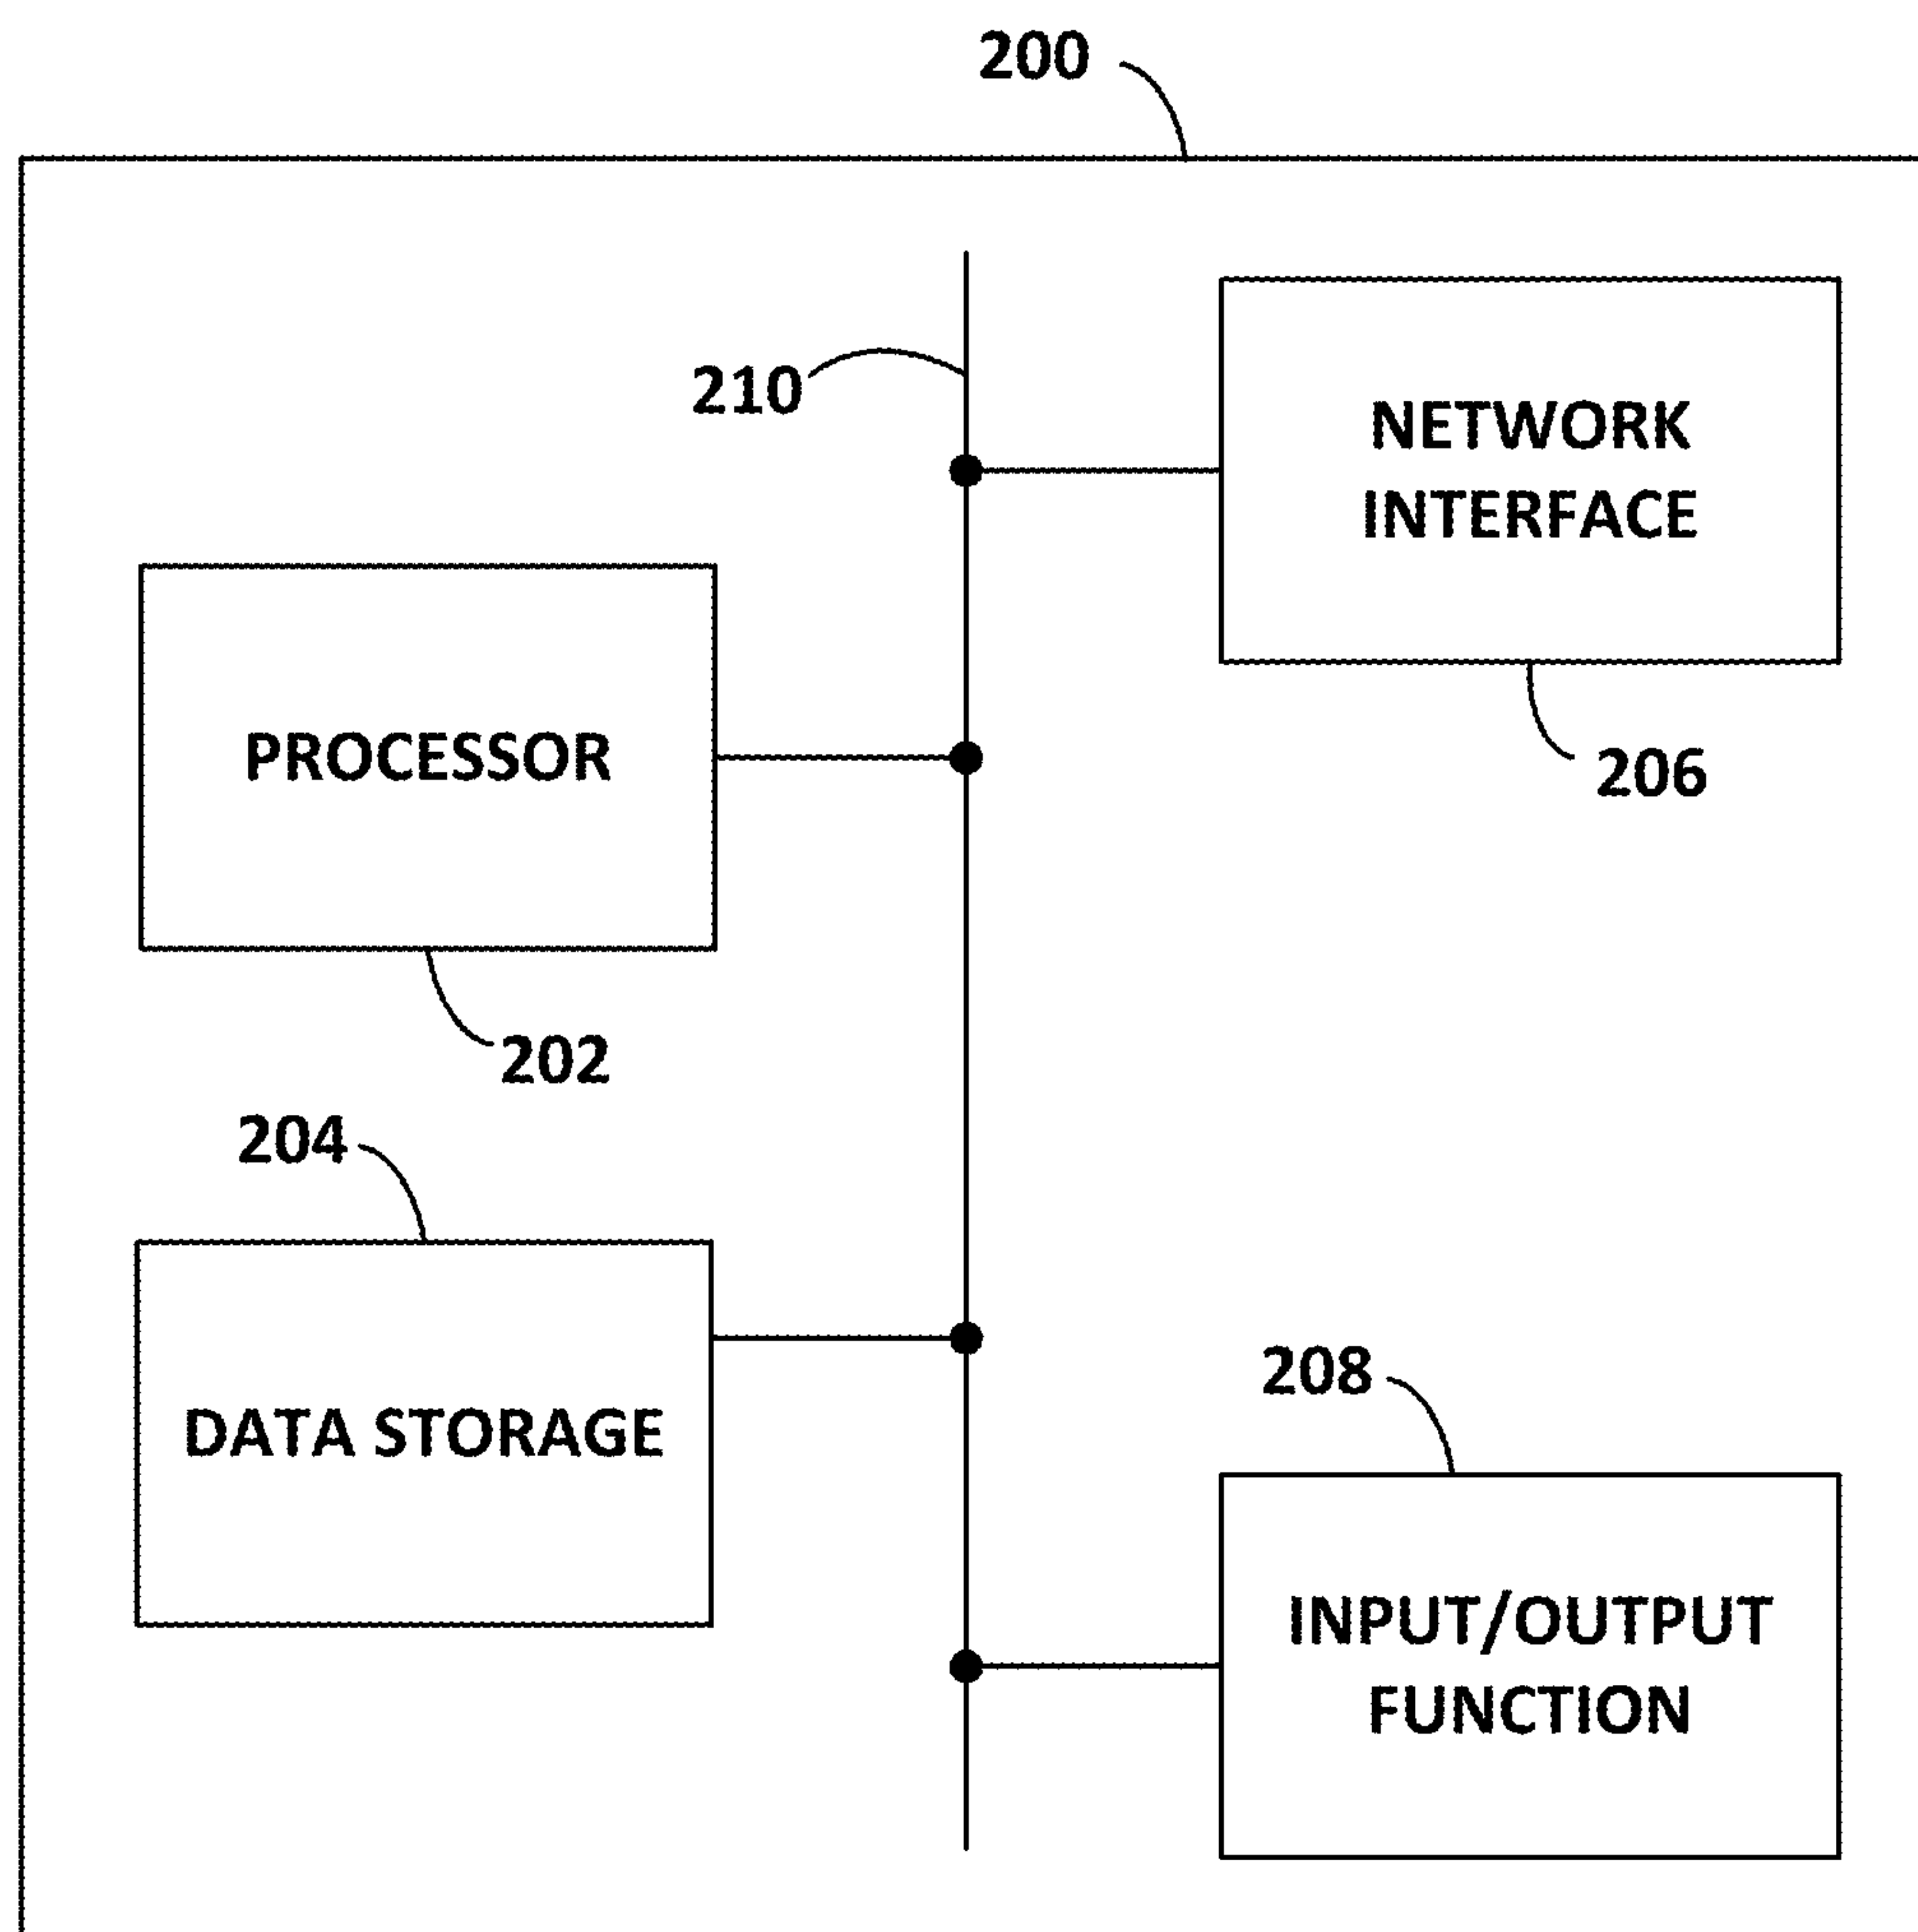 200
210
NETWORK
INTERFACE
206
PROCESSOR
202
204
DATA STORAGE
208
INPUT/OUTPUT
FUNCTION